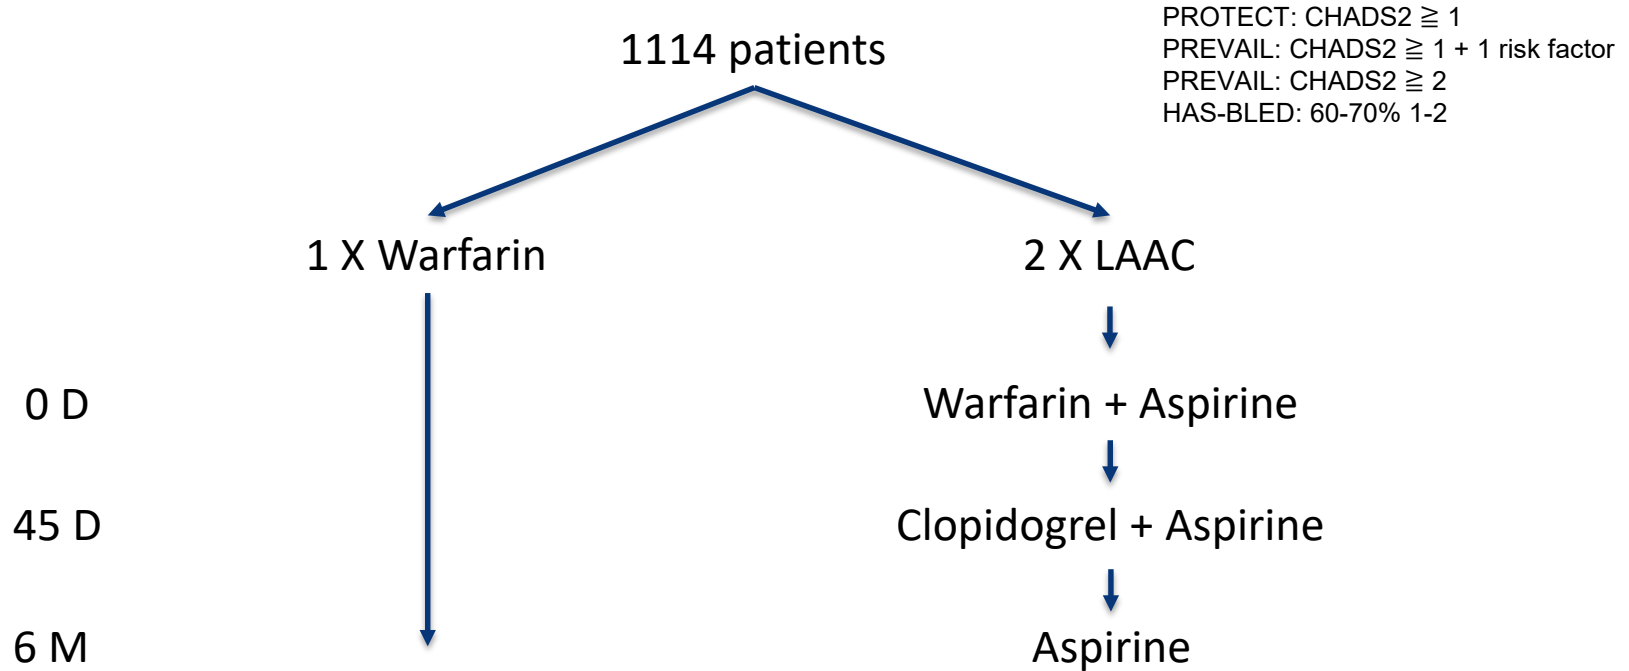 PROTECT: CHADS2 ≧ 1
1114 patients
PREVAIL: CHADS2 ≧ 1 + 1 risk factor
PREVAIL: CHADS2 ≧ 2
HAS-BLED: 60-70% 1-2
1 X Warfarin
2 X LAAC
0 D
Warfarin + Aspirine
45 D
Clopidogrel + Aspirine
6 M
Aspirine